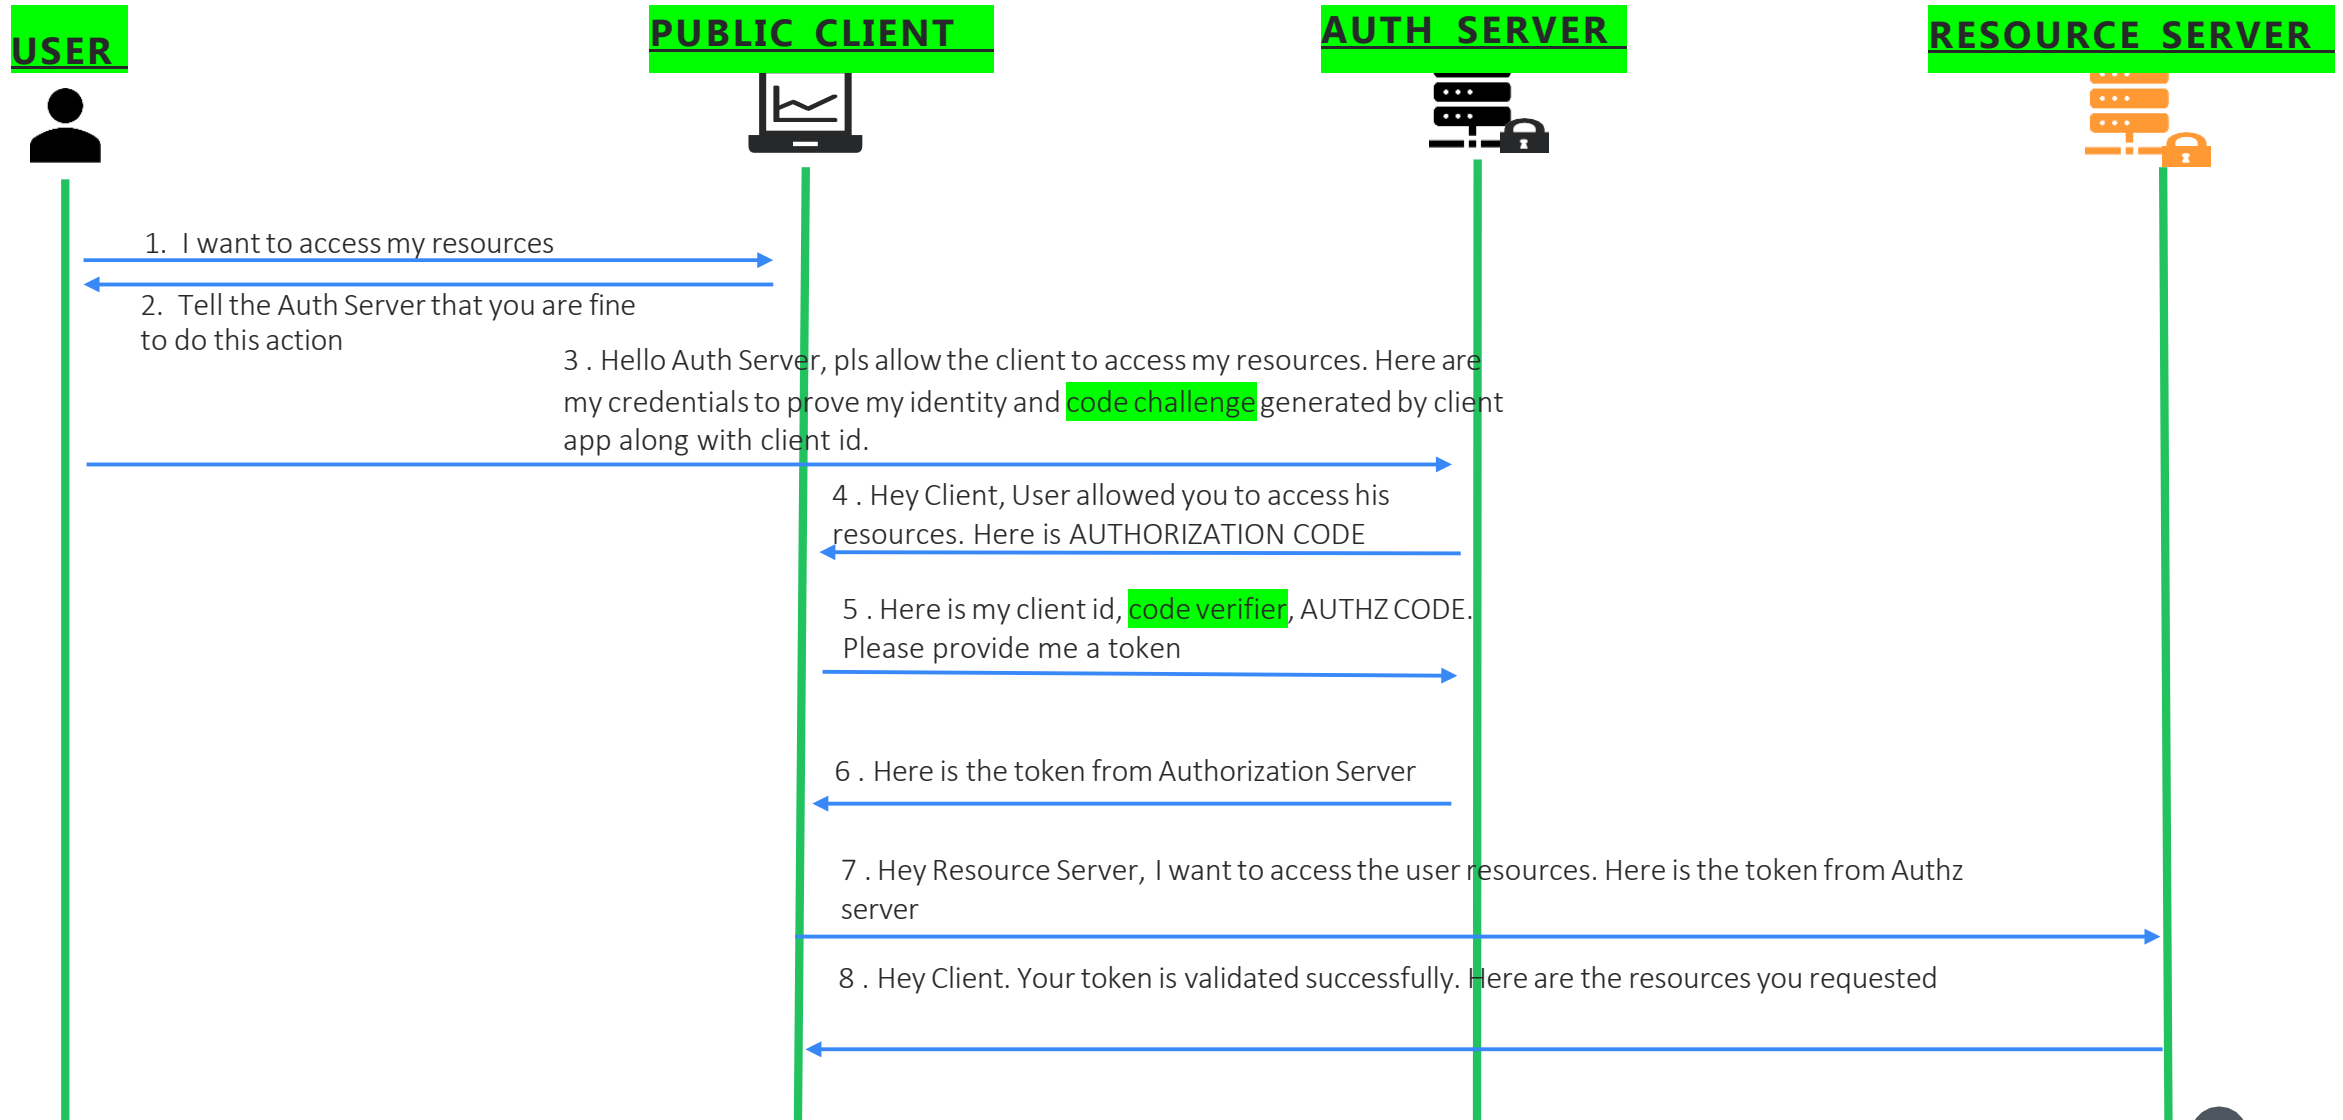 USER
PUBLIC CLIENT
AUTH SERVER
RESOURCE SERVER
1. I want to access my resources
2. Tell the Auth Server that you are fine
to do this action
3 . Hello Auth Server, pls allow the client to access my resources. Here are
my credentials to prove my identity and code challenge generated by client
app along with client id.
4 . Hey Client, User allowed you to access his
resources. Here is AUTHORIZATION CODE
5 . Here is my client id, code verifier, AUTHZ CODE.
Please provide me a token
6 . Here is the token from Authorization Server
7 . Hey Resource Server, I want to access the user resources. Here is the token from Authz
server
8 . Hey Client. Your token is validated successfully. Here are the resources you requested